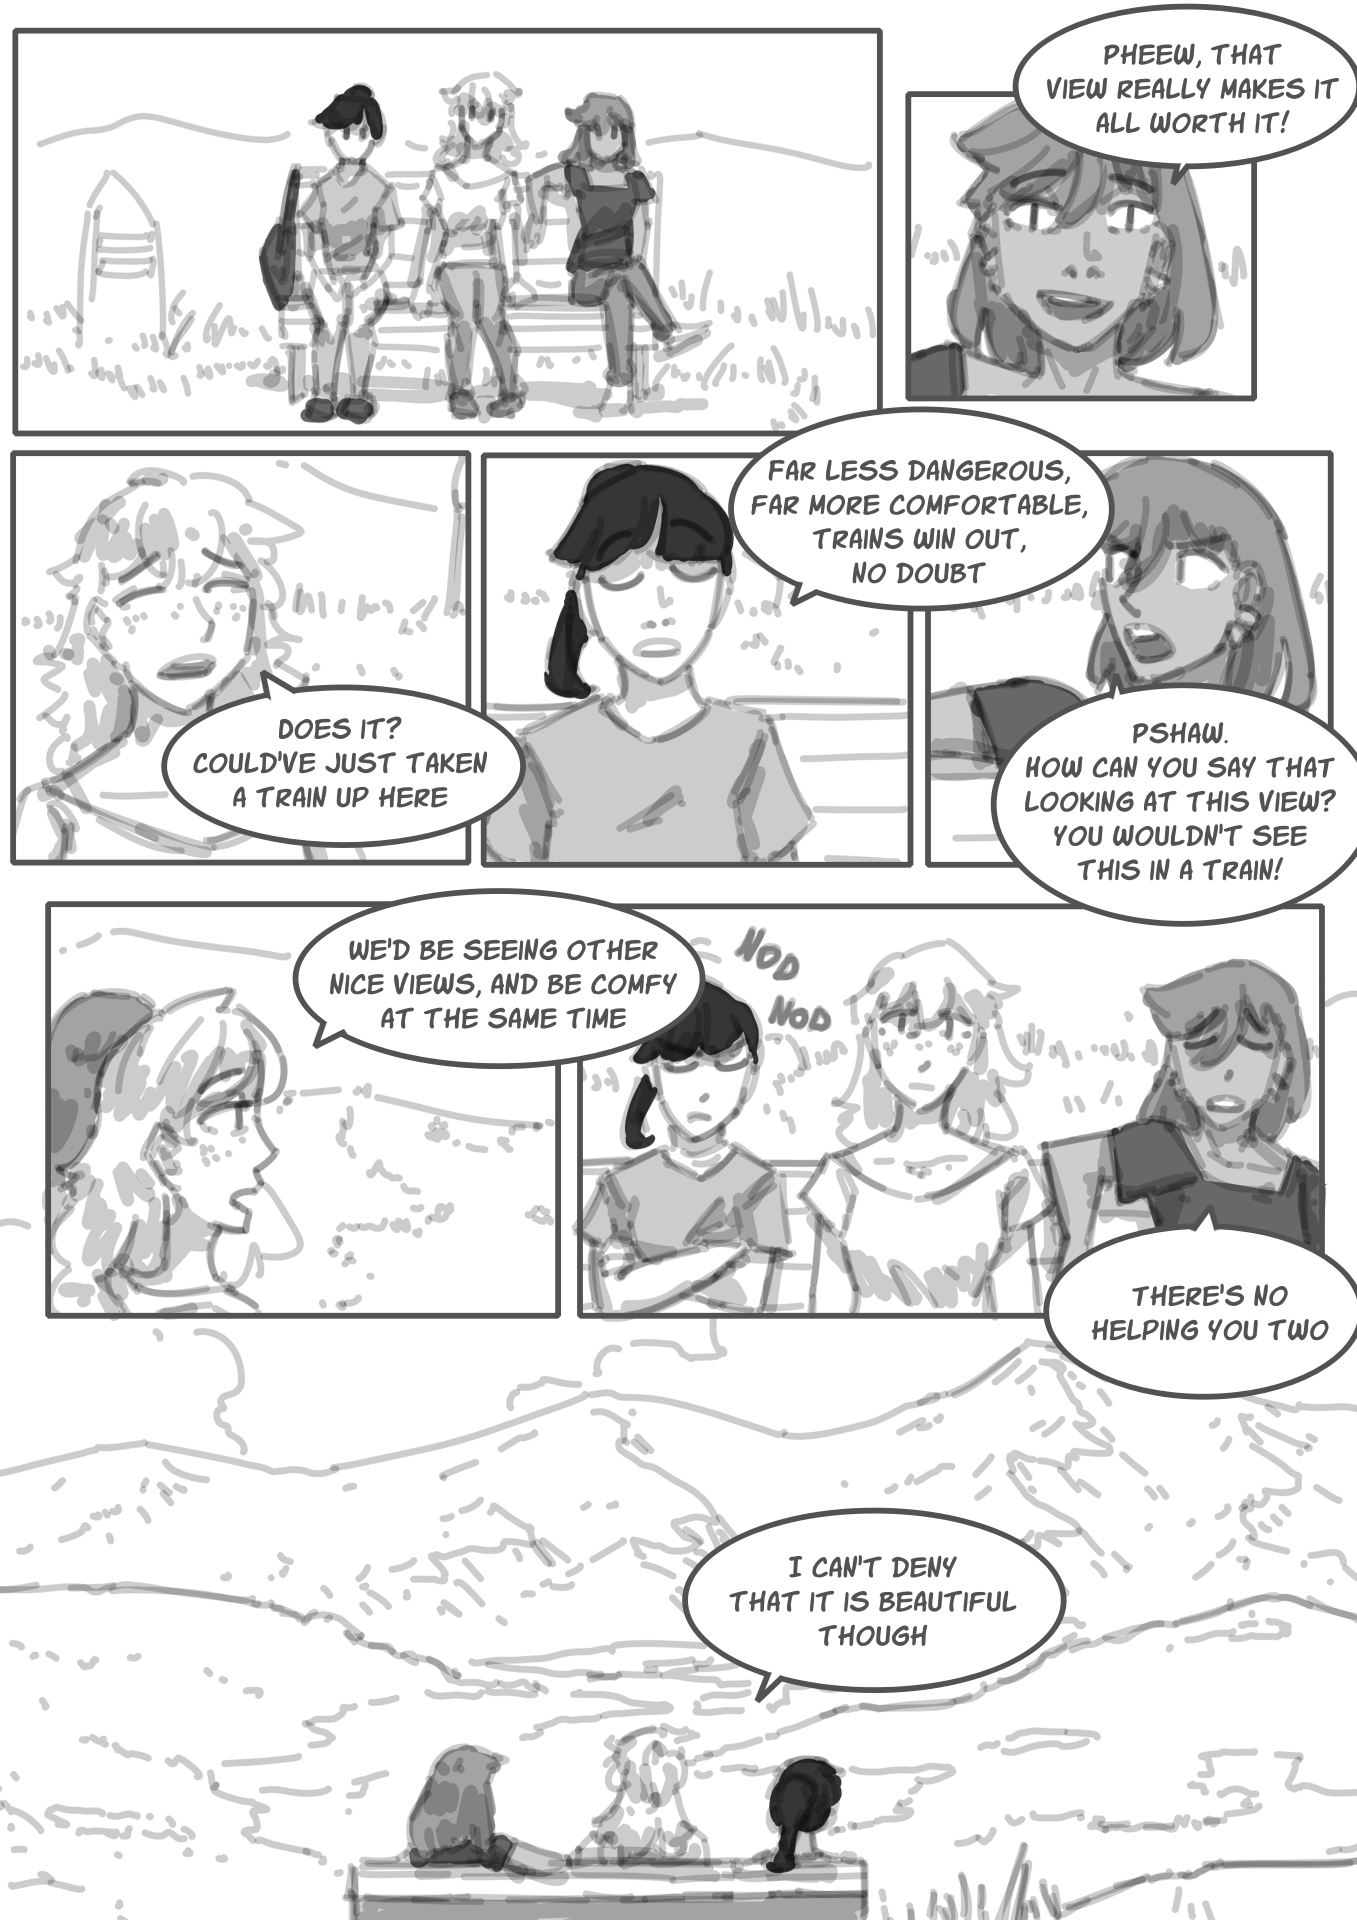 PHEEW, THAT
VIEW REALLY MAKES IT
ALL WORTH IT!
DOES IT?
COULD'VE JUST TAKEN
A TRAIN UP HERE
FAR LESS DANGEROUS,
FAR MORE COMFORTABLE,
TRAINS WIN OUT,
NO DOUBT
PSHAW.
HOW CAN YOU SAY THAT
LOOKING AT THIS VIEW?
YOU WOULDN'T SEE
THIS IN A TRAIN!
WE'D BE SEEING OTHER
NICE VIEWS, AND BE COMFY
AT THE SAME TIME
NOD
NOD
THERE'S NO
HELPING YOU TWO
I CAN'T DENY
THAT IT IS BEAUTIFUL
THOUGH